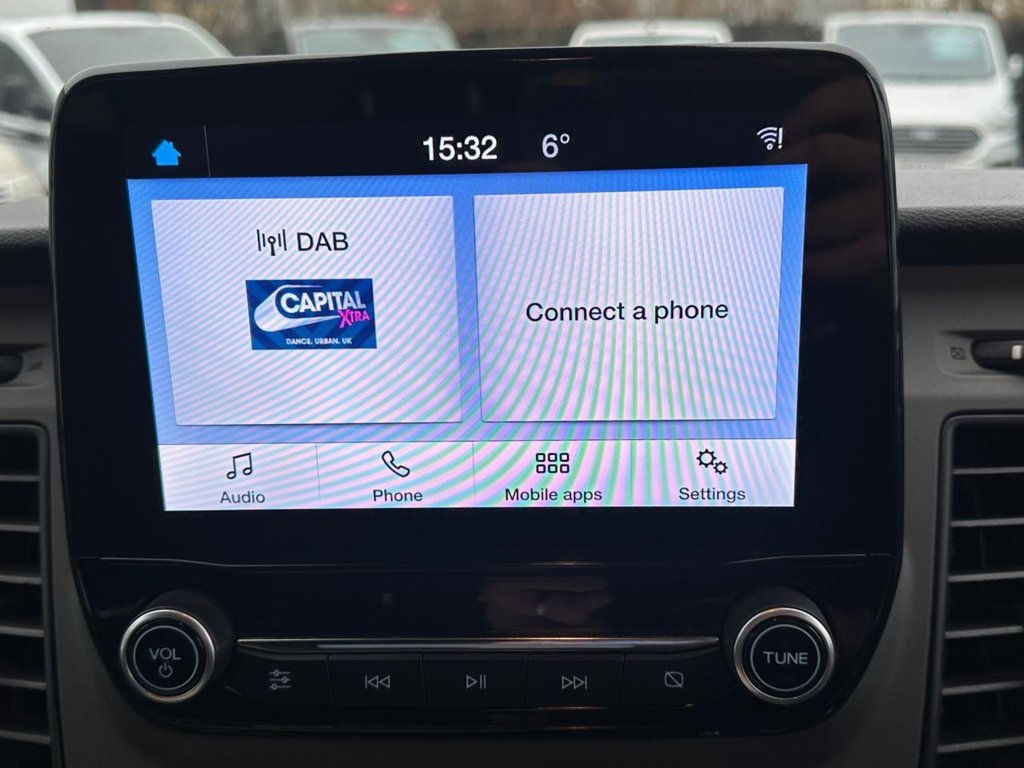 15:32 6°
DAB
CAPITAL
XTRA
DANCE. URBAN. UK
Connect a phone
Audio Phone Mobile apps Settings
VOL
TUNE